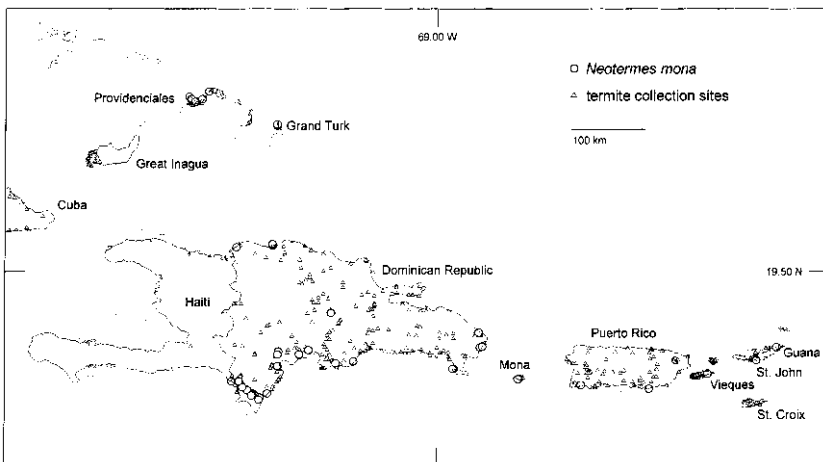 69.00 W
Neotermes mona
termite collection sites
100 km
Providenciales
Grand Turk
Great Inagua
Cuba
Dominican Republic
19.50 N
Haiti
Puerto Rico
Mona
Guana
St. John
Vieques
St. Croix